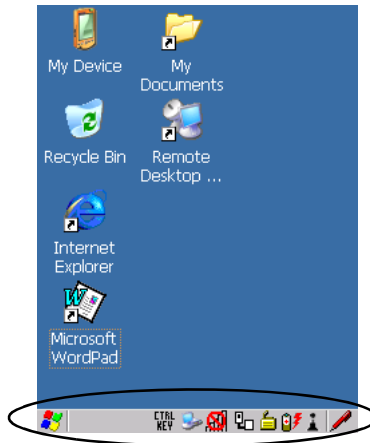 My Device
My
Documents
Recycle Bin
Remote
Desktop ...
Internet
Explorer
Microsoft
WordPad
CTRL
KEY